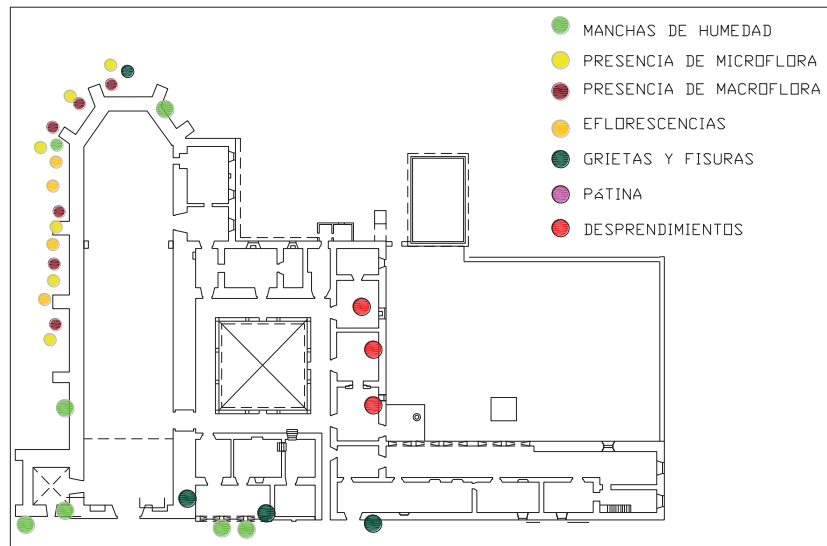 MANCHAS DE HUMEDAD
PRESENCIA DE MICROFLORA
PRESENCIA DE MACROFLORA
EFLORESCENCIAS
GRIETAS Y FISURAS
PáTINA
DESPRENDIMIENTOS